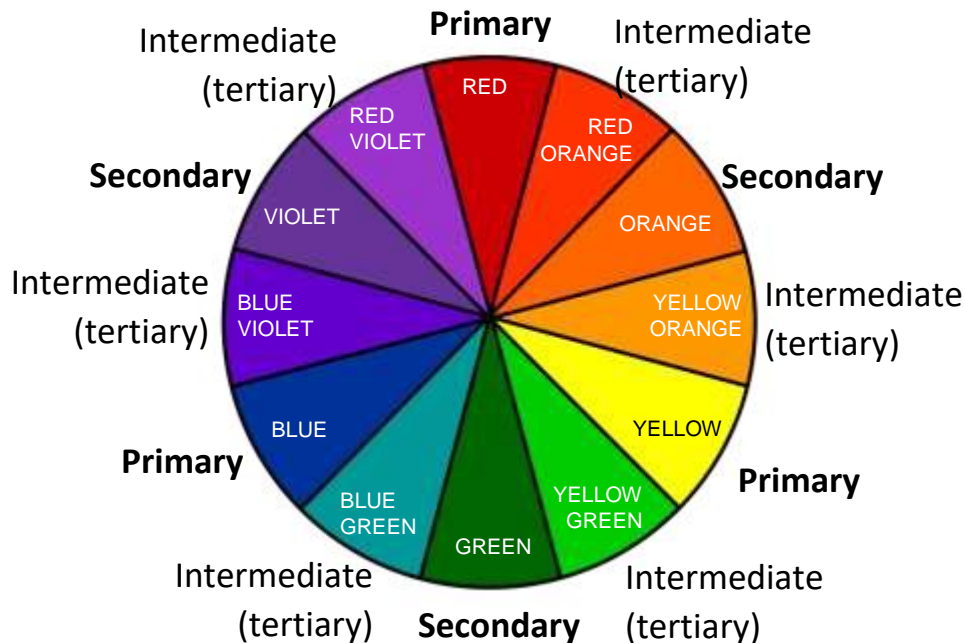 Primary
Intermediate
(tertiary)
Intermediate
(tertiary)
RED
RED
VIOLET
RED
ORANGE
Secondary
Secondary
VIOLET
ORANGE
Intermediate
(tertiary)
BLUE
VIOLET
YELLOW
ORANGE
Intermediate
(tertiary)
BLUE
YELLOW
Primary
Primary
BLUE
GREEN
YELLOW
GREEN
GREEN
Intermediate
(tertiary)
Secondary
Intermediate
(tertiary)